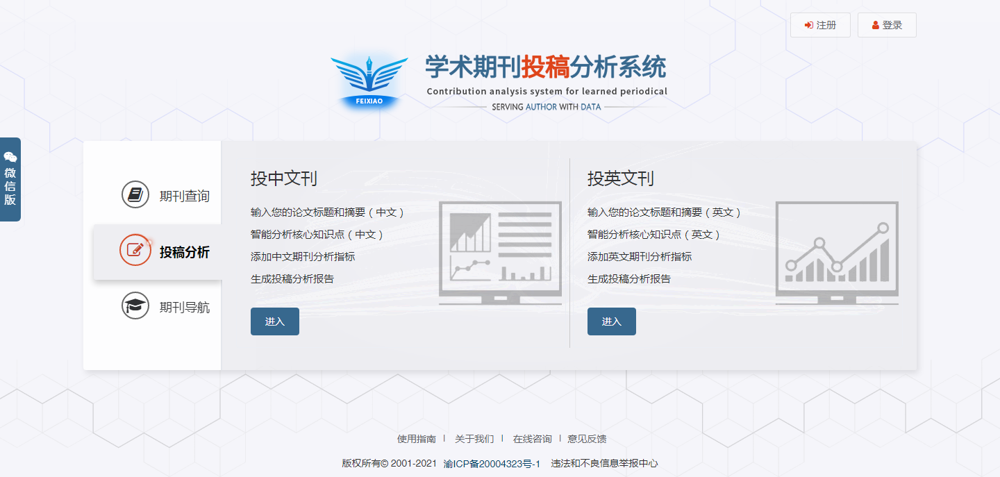 注册
登录
FEIXIAO
学术期刊投稿分析系统
Contribution analysis system for learned periodical
SERVING AUTHOR WITH DATA
微信版
期刊查询
投稿分析
期刊导航
投中文刊
输入您的论文标题和摘要（中文）
智能分析核心知识点（中文）
添加中文期刊分析指标
生成投稿分析报告
进入
投英文刊
输入您的论文标题和摘要（英文）
智能分析核心知识点（英文）
添加英文期刊分析指标
生成投稿分析报告
进入
使用指南 | 关于我们 | 在线咨询 | 意见反馈
版权所有© 2001-2021 渝ICP备20004323号-1 违法和不良信息举报中心